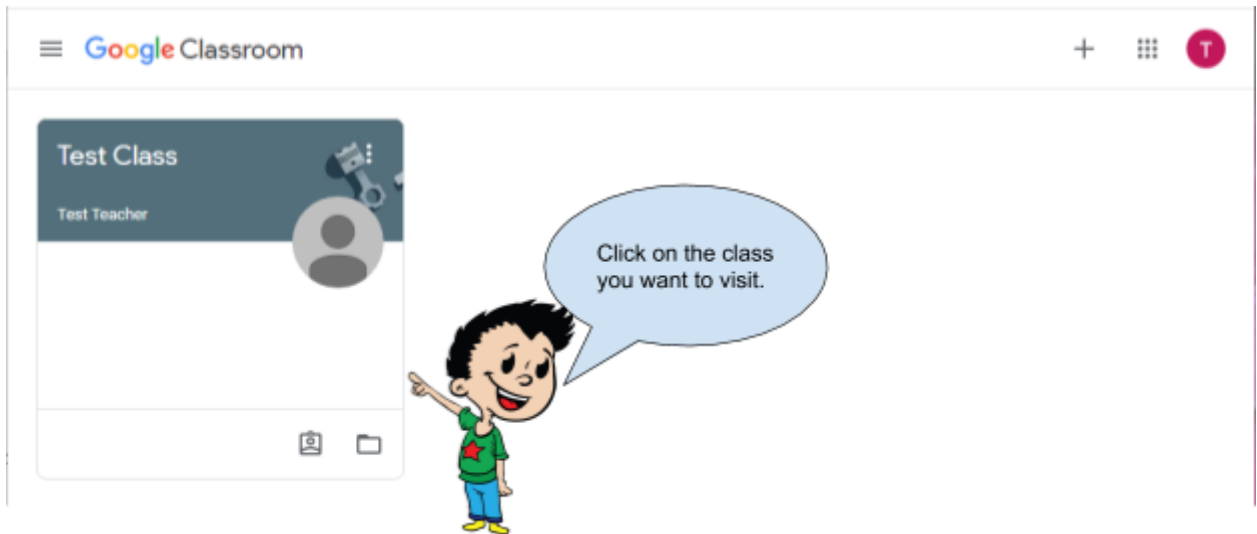 Google Classroom
T
Test Class
Test Teacher
Click on the class
you want to visit.